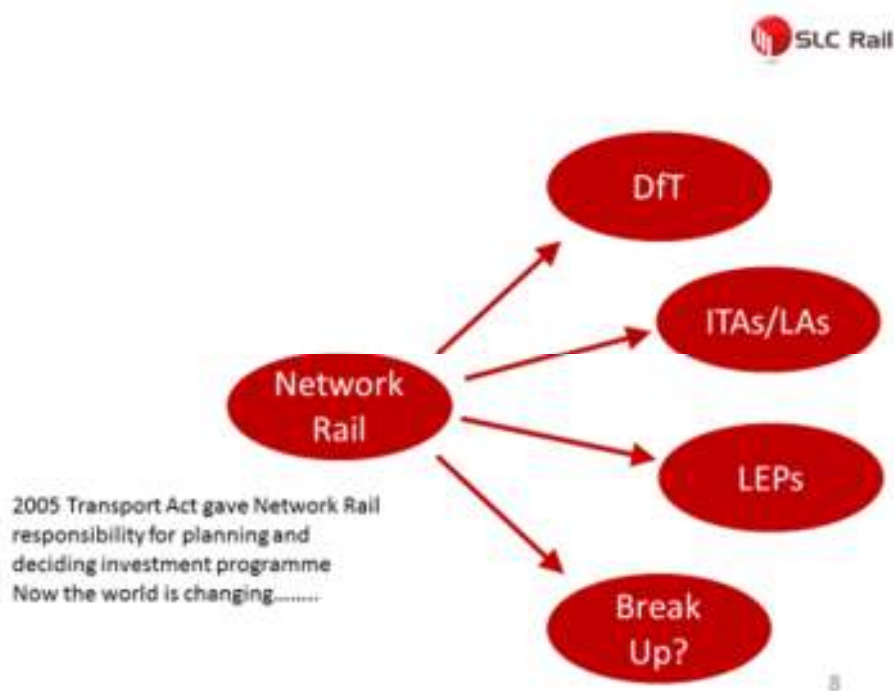 SLC Rail
DfT
ITAs/LAs
Network
Rail
LEPs
2005 Transport Act gave Network Rail
responsibility for planning and
deciding investment programme
Now the world is changing........
Break
Up?
8